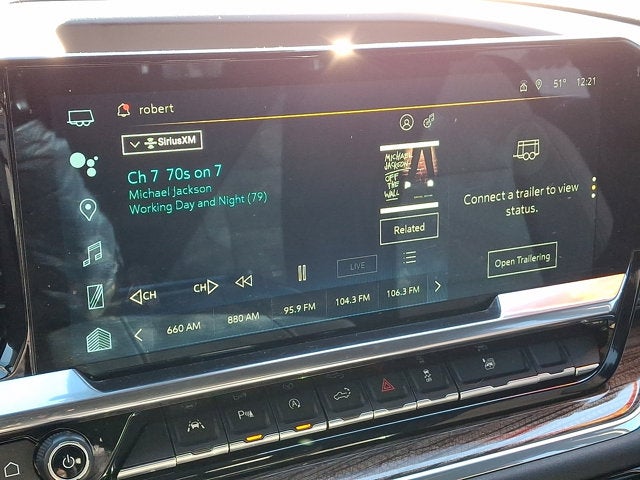 robert
51° 12:21
SiriusXM
Ch 7 70s on 7
Michael Jackson
Working Day and Night (79)
MICHAEL
JACKSON
OFF
THE
WALL
Related
Connect a trailer to view
status.
Open Trailering
CH CH
LIVE
660 AM 880 AM 95.9 FM 104.3 FM 106.3 FM
P
A